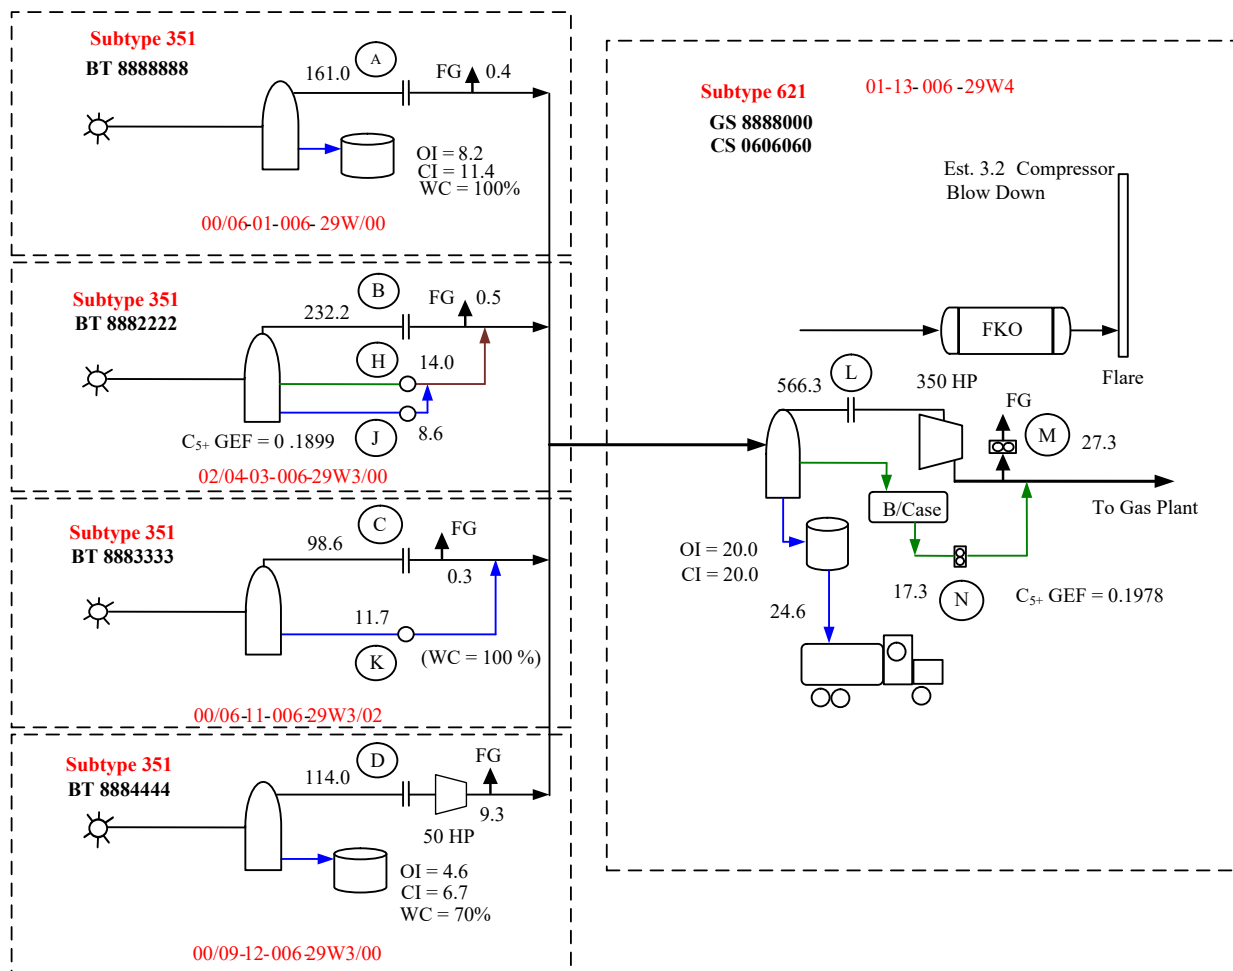 Subtype 351
BT 8888888
161.0
A
FG
0.4
OI = 8.2
CI = 11.4
WC = 100%
00/06-01-006- 29W/00
Subtype 351
BT 8882222
232.2
B
FG
0.5
H
14.0
J
8.6
C5+ GEF = 0 .1899
02/04-03-006-29W3/00
Subtype 351
BT 8883333
98.6
C
FG
0.3
11.7
K
(WC = 100 %)
00/06-11-006-29W3/02
Subtype 351
BT 8884444
114.0
D
FG
9.3
50 HP
OI = 4.6
CI = 6.7
WC = 70%
00/09-12-006-29W3/00
Subtype 621
01-13- 006 -29W4
GS 8888000
CS 0606060
Est. 3.2 Compressor
Blow Down
FKO
Flare
566.3
L
350 HP
FG
M
27.3
To Gas Plant
B/Case
OI = 20.0
CI = 20.0
17.3
N
C5+ GEF = 0.1978
24.6